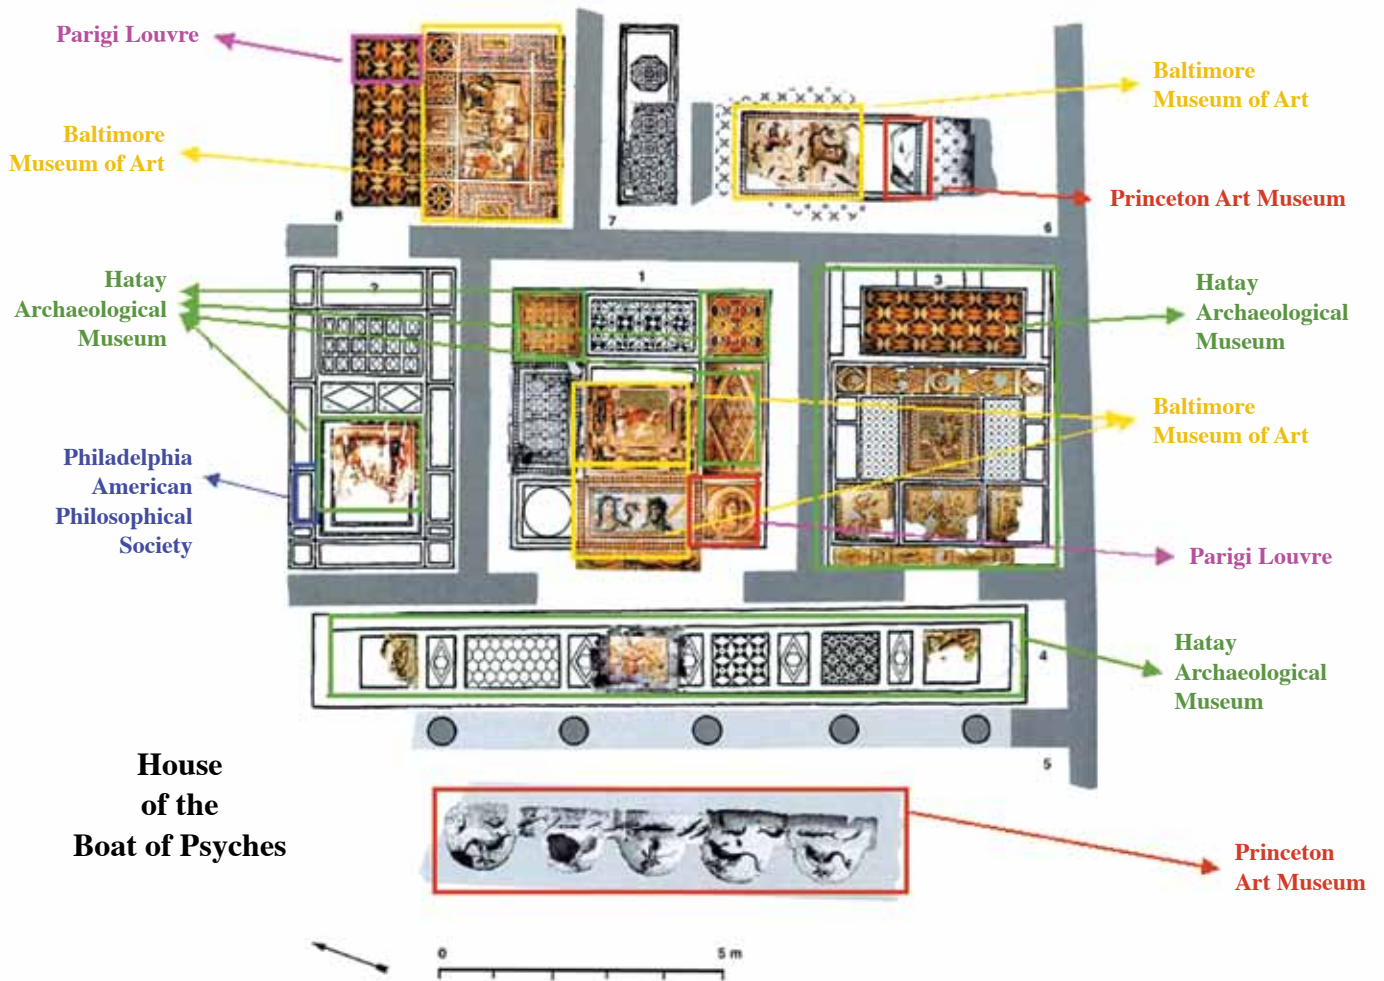 Parigi Louvre
Baltimore
Museum of Art
Baltimore
Museum of Art
Princeton Art Museum
8
7
6
Hatay
Archaeological
Museum
2
1
3
Hatay
Archaeological
Museum
Baltimore
Museum of Art
Philadelphia
American
Philosophical
Society
Parigi Louvre
Hatay
Archaeological
Museum
4
5
House
of the
Boat of Psyches
Princeton
Art Museum
0
5 m